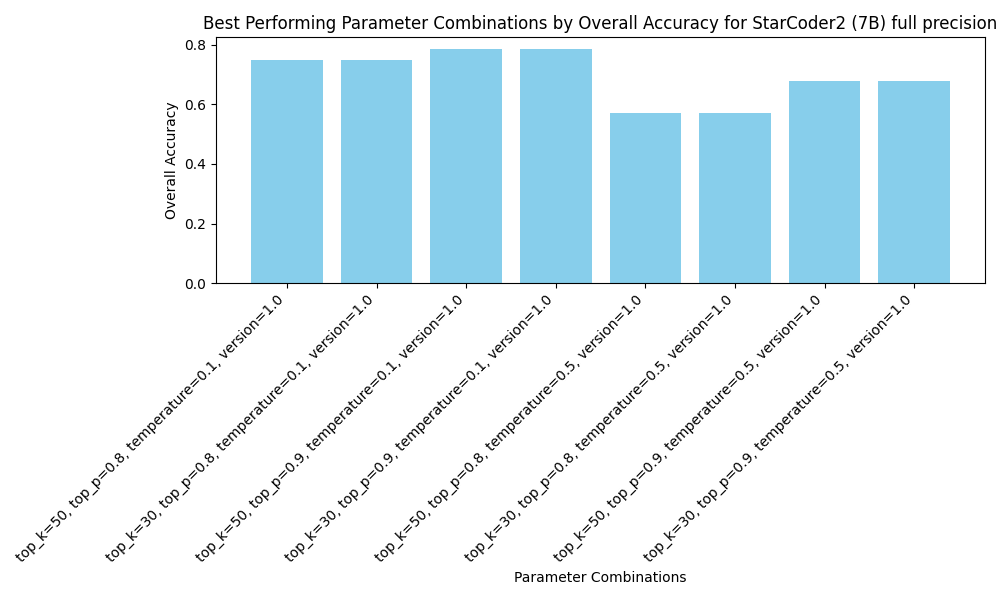 Best Performing Parameter Combinations by Overall Accuracy for StarCoder2 (7B) full precision
Overall Accuracy
0.8
0.6
0.4
0.2
0.0
top_k=50, top_p=0.8, temperature=0.1, version=1.0
top_k=30, top_p=0.8, temperature=0.1, version=1.0
top_k=50, top_p=0.9, temperature=0.1, version=1.0
top_k=30, top_p=0.9, temperature=0.1, version=1.0
top_k=50, top_p=0.8, temperature=0.5, version=1.0
top_k=30, top_p=0.8, temperature=0.5, version=1.0
top_k=50, top_p=0.9, temperature=0.5, version=1.0
top_k=30, top_p=0.9, temperature=0.5, version=1.0
Parameter Combinations